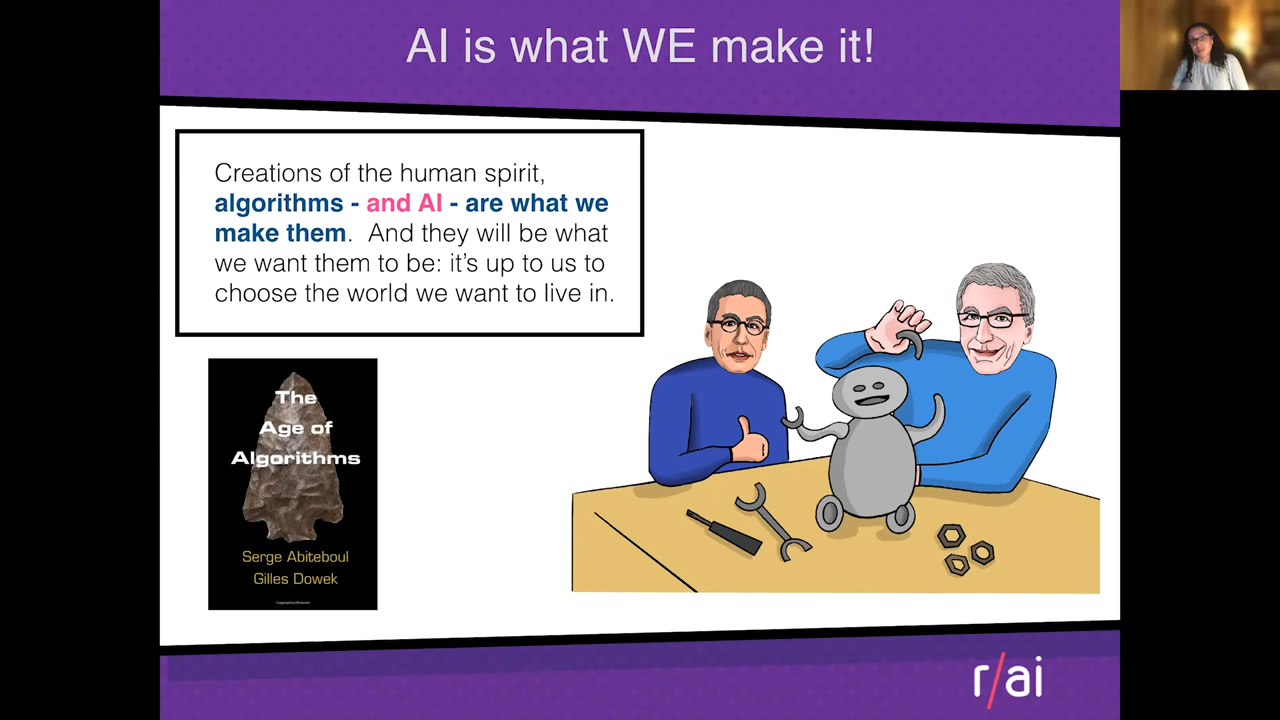 AI is what WE make it!
Creations of the human spirit,
algorithms - and AI - are what we
make them. And they will be what
we want them to be: it's up to us to
choose the world we want to live in.
The
Age of
Algorithms
Serge Abiteboul
Gilles Dowek
r/ai